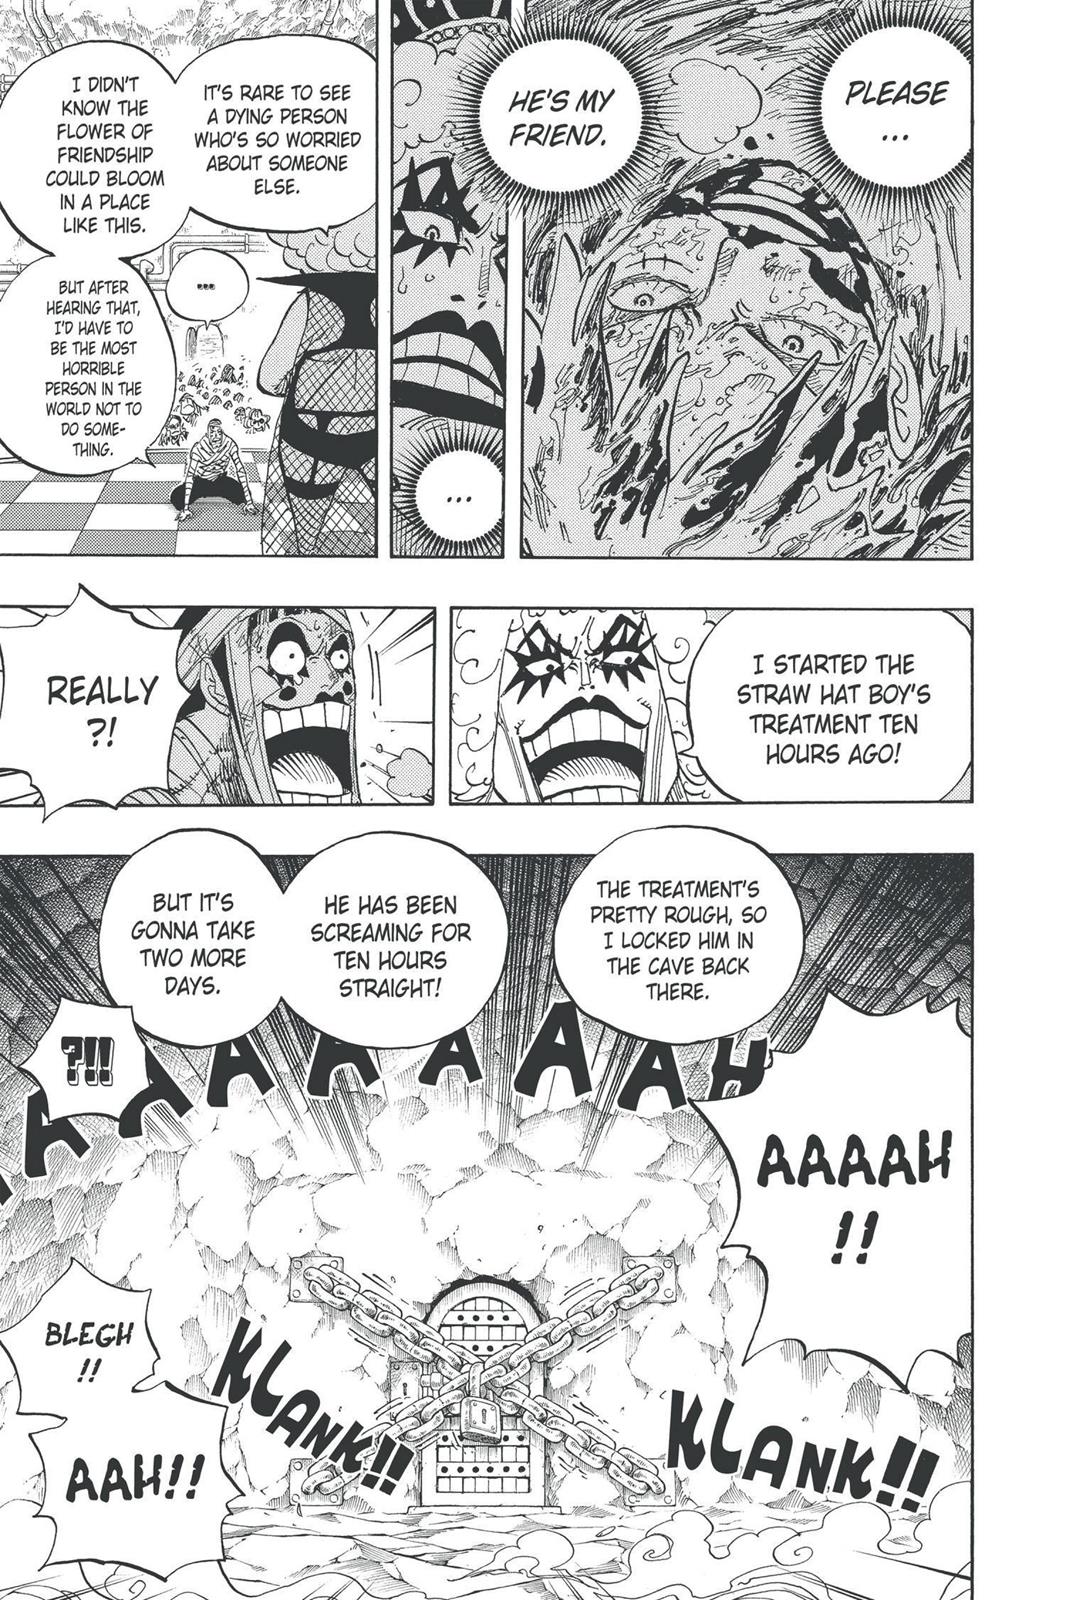 PLEASE
...
HE'S MY
FRIEND.
...
IT'S RARE TO SEE
A DYING PERSON
WHO'S SO WORRIED
ABOUT SOMEONE
ELSE.
I DIDN'T
KNOW THE
FLOWER OF
FRIENDSHIP
COULD BLOOM
IN A PLACE
LIKE THIS.
...
BUT AFTER
HEARING THAT,
I'D HAVE TO
BE THE MOST
HORRIBLE
PERSON IN THE
WORLD NOT TO
DO SOME-
THING.
I STARTED THE
STRAW HAT BOY'S
TREATMENT TEN
HOURS AGO!
REALLY
?!
THE TREATMENT'S
PRETTY ROUGH, SO
I LOCKED HIM IN
THE CAVE BACK
THERE.
HE HAS BEEN
SCREAMING FOR
TEN HOURS
STRAIGHT!
BUT IT'S
GONNA TAKE
TWO MORE
DAYS.
?!!
AAAAAAAAH
AAAAH
!!
KLANK!!
KLANK!!
BLEGH
!!
AAH!!